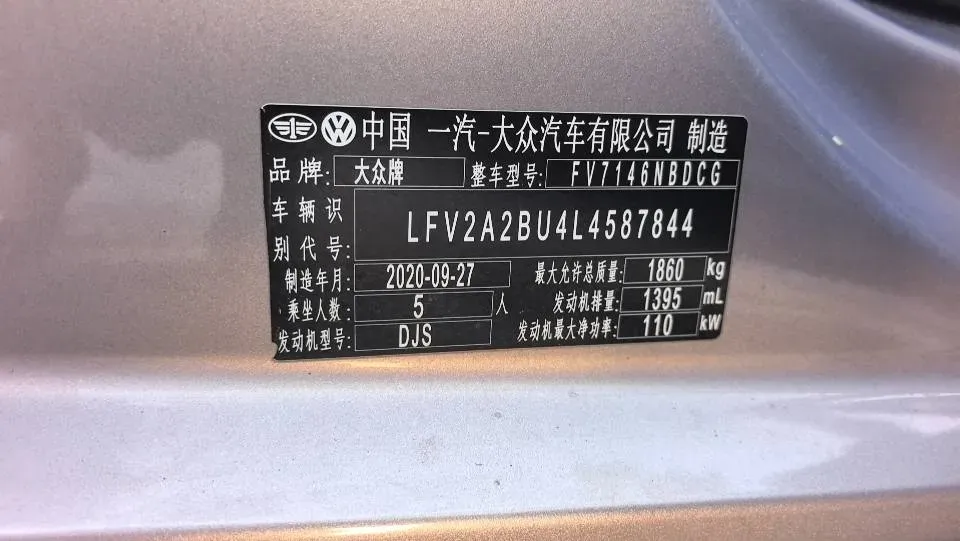 中国 一汽-大众汽车有限公司 制造
品牌: 大众牌 整车型号: FV7146NBDCG
车辆识别代号: LFV2A2BU4L4587844
制造年月: 2020-09-27 最大允许总质量: 1860 kg
乘坐人数: 5 人 发动机排量: 1395 mL
发动机型号: DJS 发动机最大净功率: 110 kW